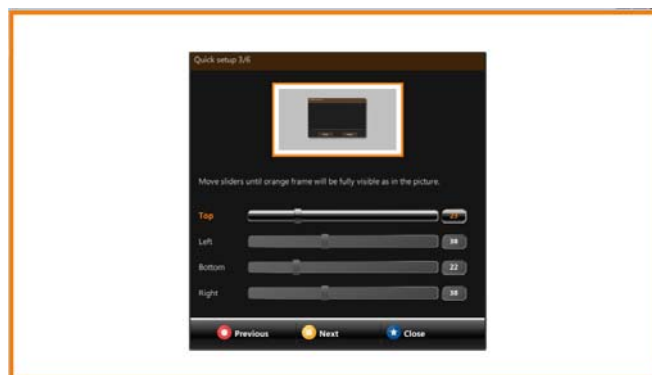 Quick setup 3/6
Move sliders until orange frame will be fully visible as in the picture.
Top
Left 38
Bottom 22
Right 38
Previous Next Close